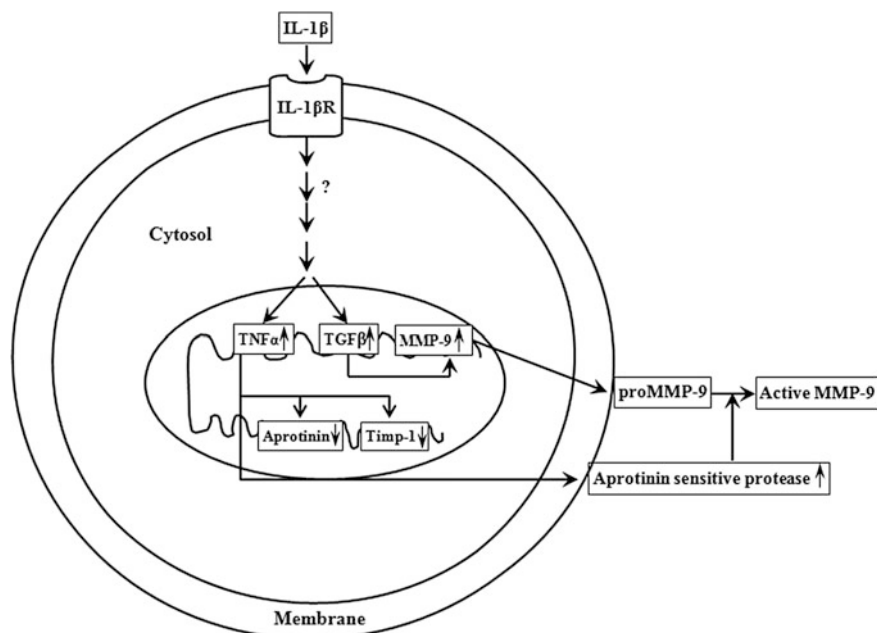 IL-1β
IL-1βR
?
Cytosol
TNFα↑
TGFβ↑
MMP-9↑
proMMP-9
Active MMP-9
Aprotinin↓
Timp-1↓
Aprotinin sensitive protease↑
Membrane